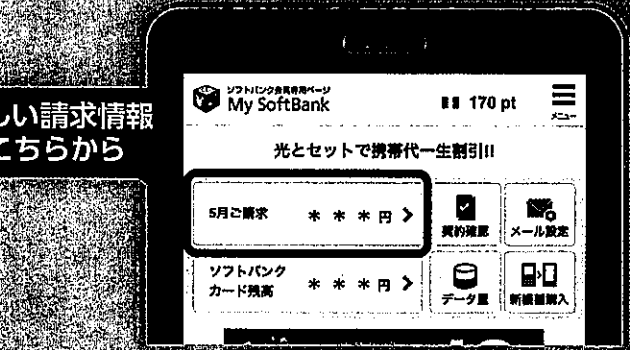 しい請求情報
こちらから
ソフトバンク会員専用ページ
My SoftBank
170 pt
メニュー
光とセットで携帯代一生割引!!
5月ご請求 ＊ ＊ ＊ 円 >
契約確認
メール設定
ソフトバンク
カード残高 ＊ ＊ ＊ 円 >
データ量
新機種購入